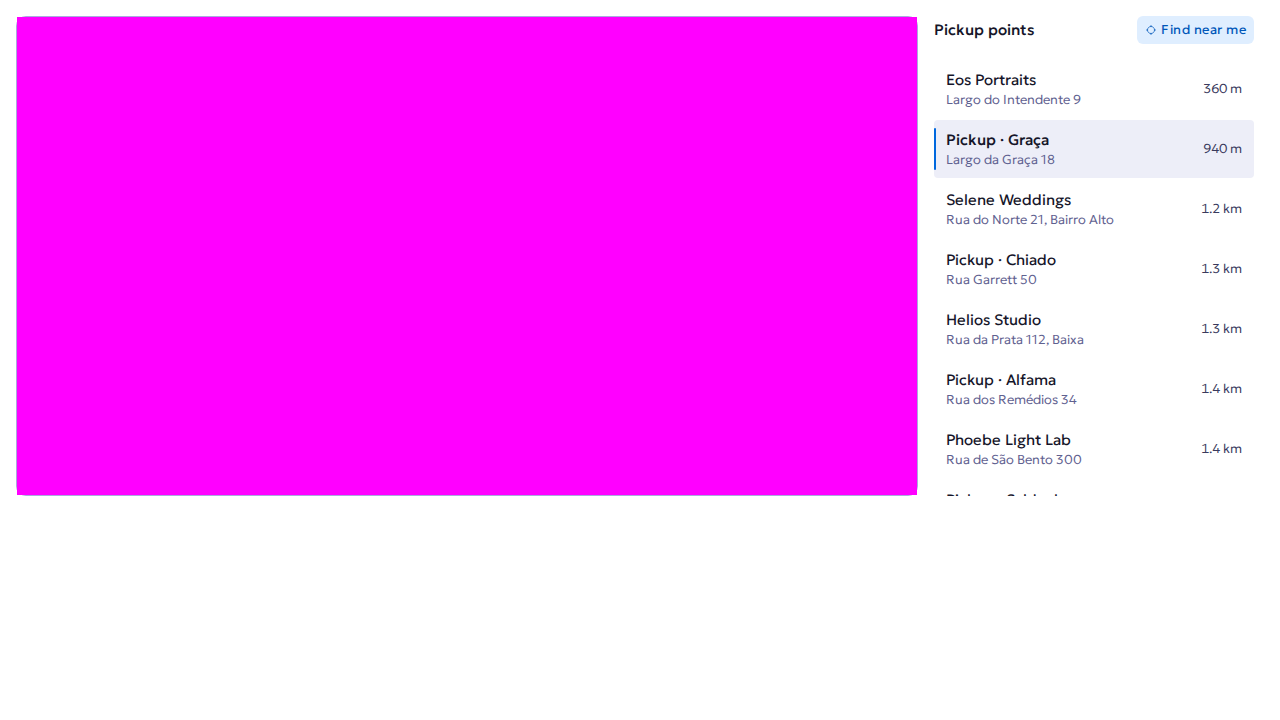 Pickup points
Find near me
Eos Portraits
Largo do Intendente 9
360 m
Pickup · Graça
Largo da Graça 18
940 m
Selene Weddings
Rua do Norte 21, Bairro Alto
1.2 km
Pickup · Chiado
Rua Garrett 50
1.3 km
Helios Studio
Rua da Prata 112, Baixa
1.3 km
Pickup · Alfama
Rua dos Remédios 34
1.4 km
Phoebe Light Lab
Rua de São Bento 300
1.4 km